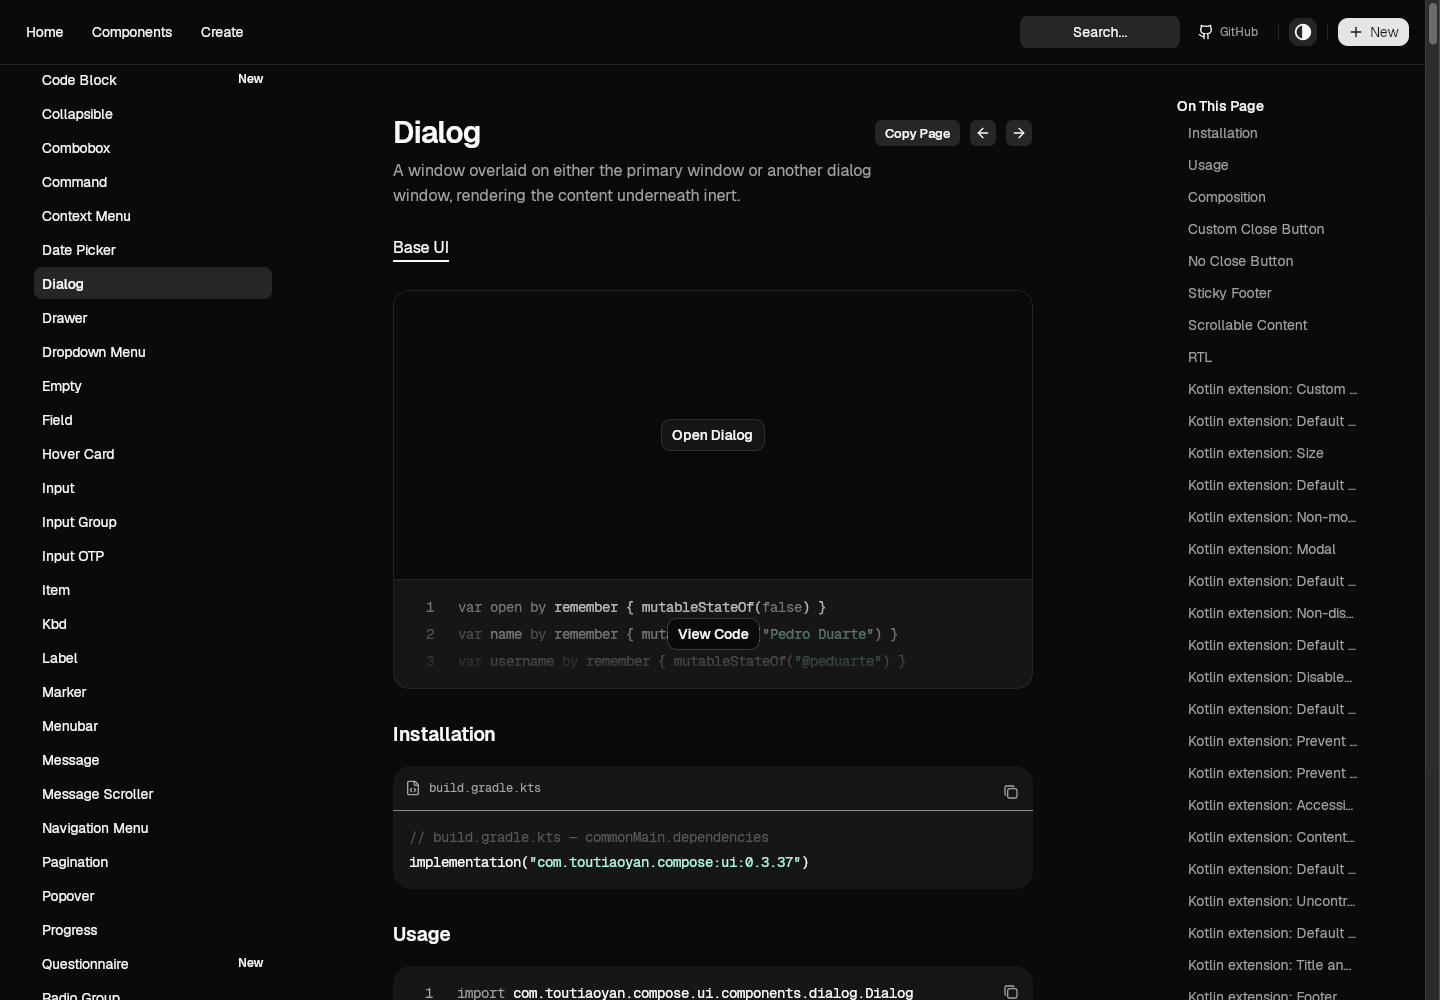 Home
Components
Create
Search...
GitHub
New
Code Block
New
Collapsible
Combobox
Command
Context Menu
Date Picker
Dialog
Drawer
Dropdown Menu
Empty
Field
Hover Card
Input
Input Group
Input OTP
Item
Kbd
Label
Marker
Menubar
Message
Message Scroller
Navigation Menu
Pagination
Popover
Progress
Questionnaire
New
Radio Group
Dialog
Copy Page
A window overlaid on either the primary window or another dialog
window, rendering the content underneath inert.
Base UI
Open Dialog
1 var open by remember { mutableStateOf(false) }
2 var name by remember { muta
"Pedro Duarte") }
View Code
3 var username by remember { mutableStateOf("@peduarte") }
Installation
build.gradle.kts
// build.gradle.kts — commonMain.dependencies
implementation("com.toutiaoyan.compose:ui:0.3.37")
Usage
1 import com.toutiaoyan.compose.ui.components.dialog.Dialog
On This Page
Installation
Usage
Composition
Custom Close Button
No Close Button
Sticky Footer
Scrollable Content
RTL
Kotlin extension: Custom ...
Kotlin extension: Default ...
Kotlin extension: Size
Kotlin extension: Default ...
Kotlin extension: Non-mo...
Kotlin extension: Modal
Kotlin extension: Default ...
Kotlin extension: Non-dis...
Kotlin extension: Default ...
Kotlin extension: Disable...
Kotlin extension: Default ...
Kotlin extension: Prevent ...
Kotlin extension: Prevent ...
Kotlin extension: Accessi...
Kotlin extension: Content...
Kotlin extension: Default ...
Kotlin extension: Uncontr...
Kotlin extension: Default ...
Kotlin extension: Title an...
Kotlin extension: Footer